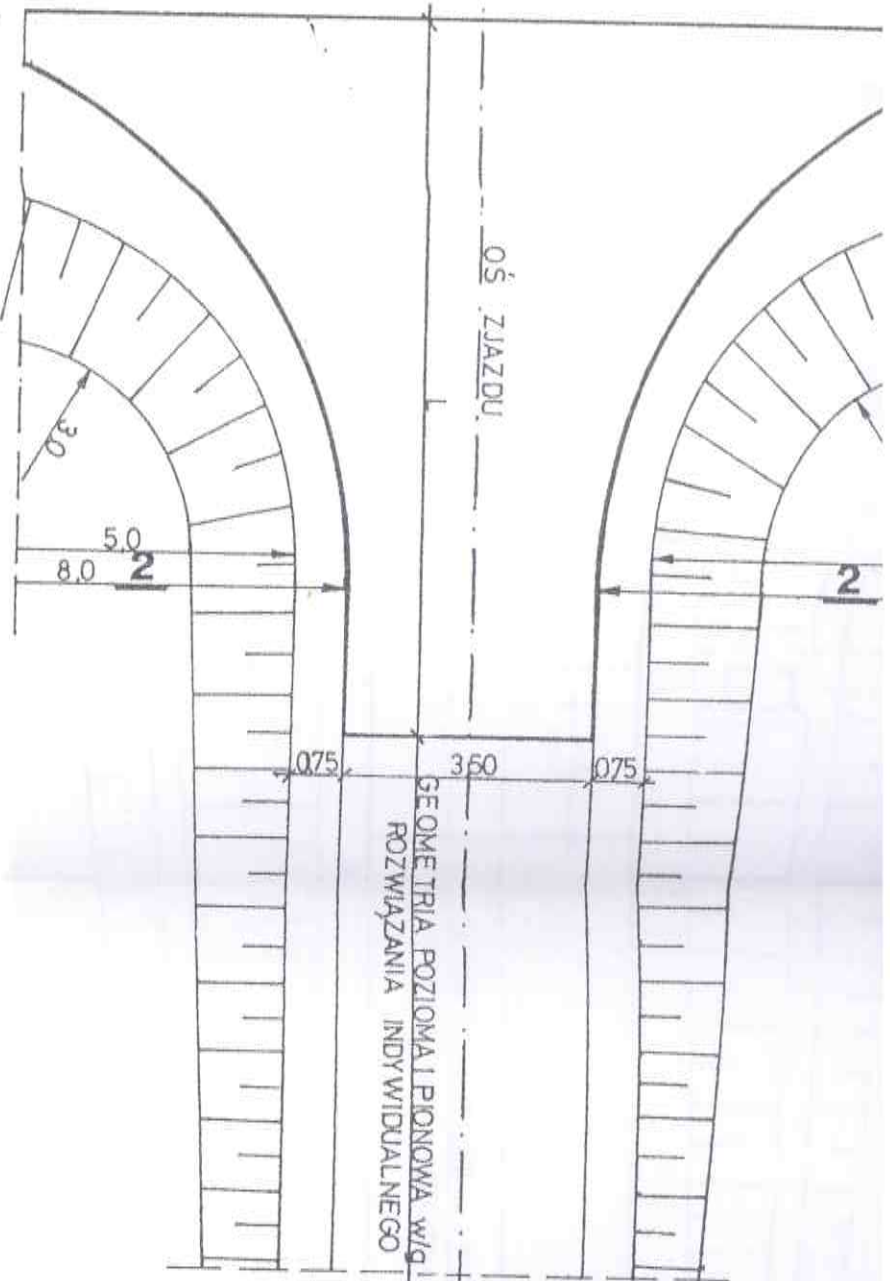 OŚ ZJAZDU
L
3,0
5,0
8,0
2
2
0,75
3,50
0,75
GEOMETRIA POZIOMA I PIONOWA w/g
ROZWIĄZANIA INDYWIDUALNEGO